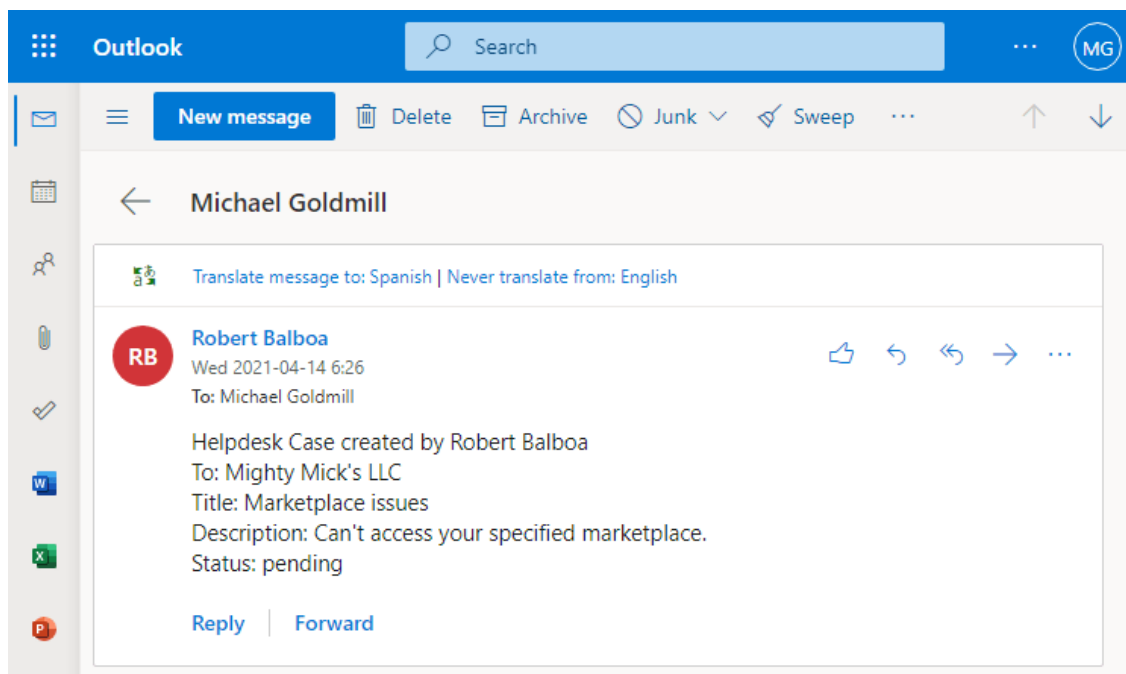 Outlook
Search
MG
New message
Delete
Archive
Junk
Sweep
Michael Goldmill
Translate message to: Spanish | Never translate from: English
RB
Robert Balboa
Wed 2021-04-14 6:26
To: Michael Goldmill
Helpdesk Case created by Robert Balboa
To: Mighty Mick's LLC
Title: Marketplace issues
Description: Can't access your specified marketplace.
Status: pending
Reply
Forward
W
X
P